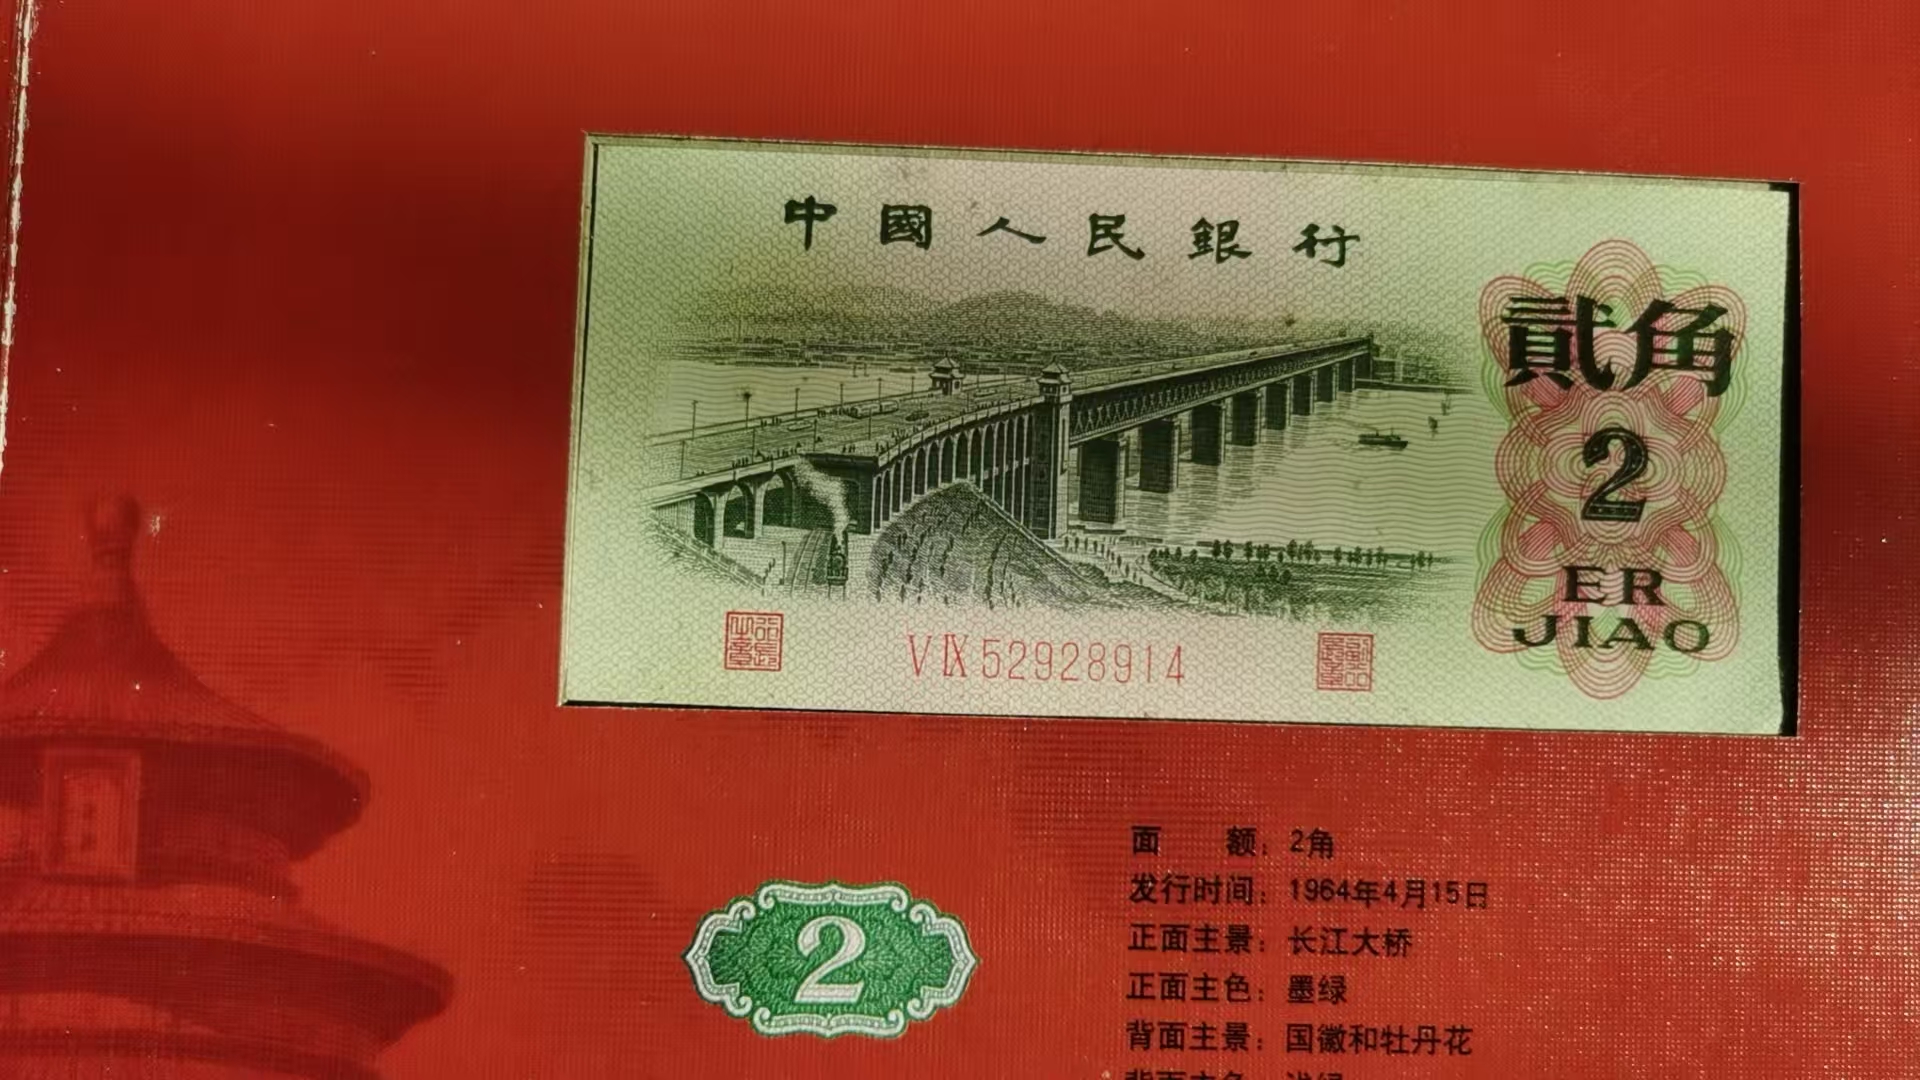 中國人民銀行
貳角
2
ER
JIAO
V IX 52928914
2
面 额：2角
发行时间：1964年4月15日
正面主景：长江大桥
正面主色：墨绿
背面主景：国徽和牡丹花